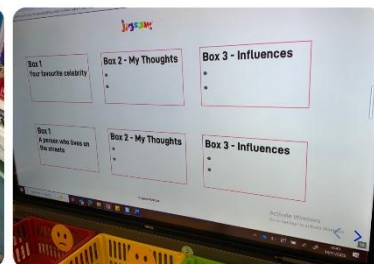 jigsaw
Box 1
Your favourite celebrity
Box 2 - My Thoughts
Box 3 - Influences
Box 1
A person who lives on
the streets
Box 2 - My Thoughts
Box 3 - Influences
Activate Windows